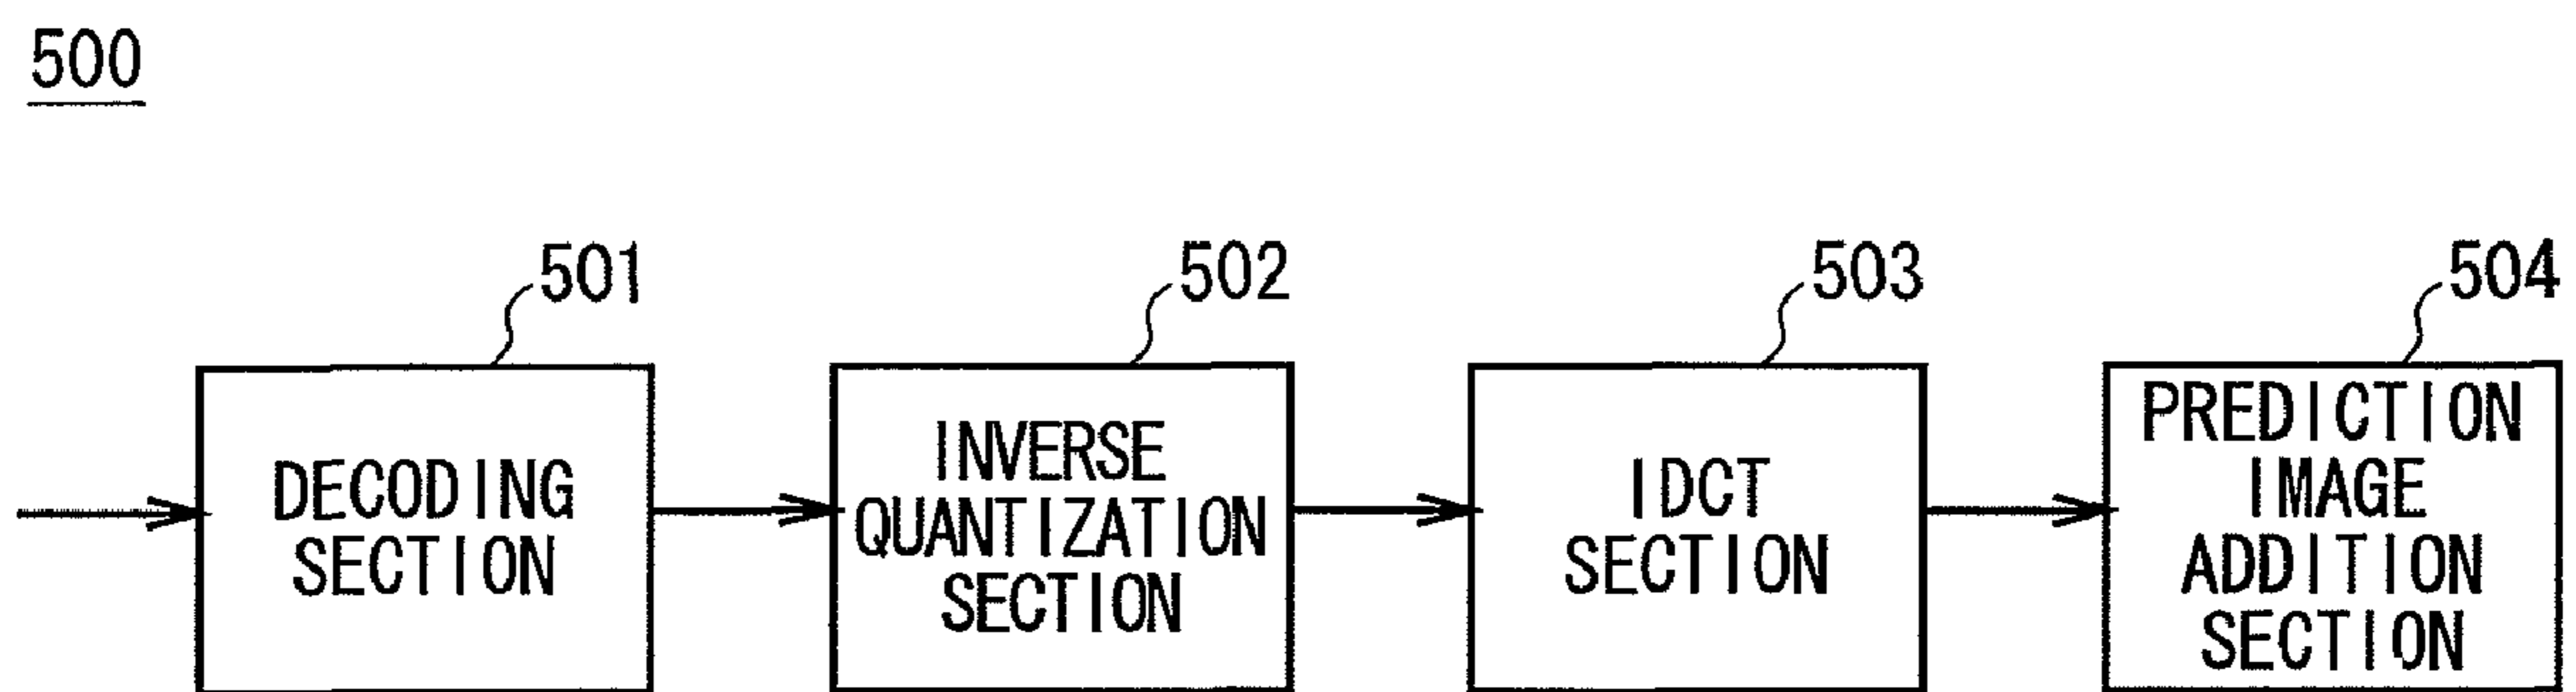 500
501
502
503
504
DECODING
SECTION
INVERSE
QUANTIZATION
SECTION
IDCT
SECTION
PREDICTION
IMAGE
ADDITION
SECTION